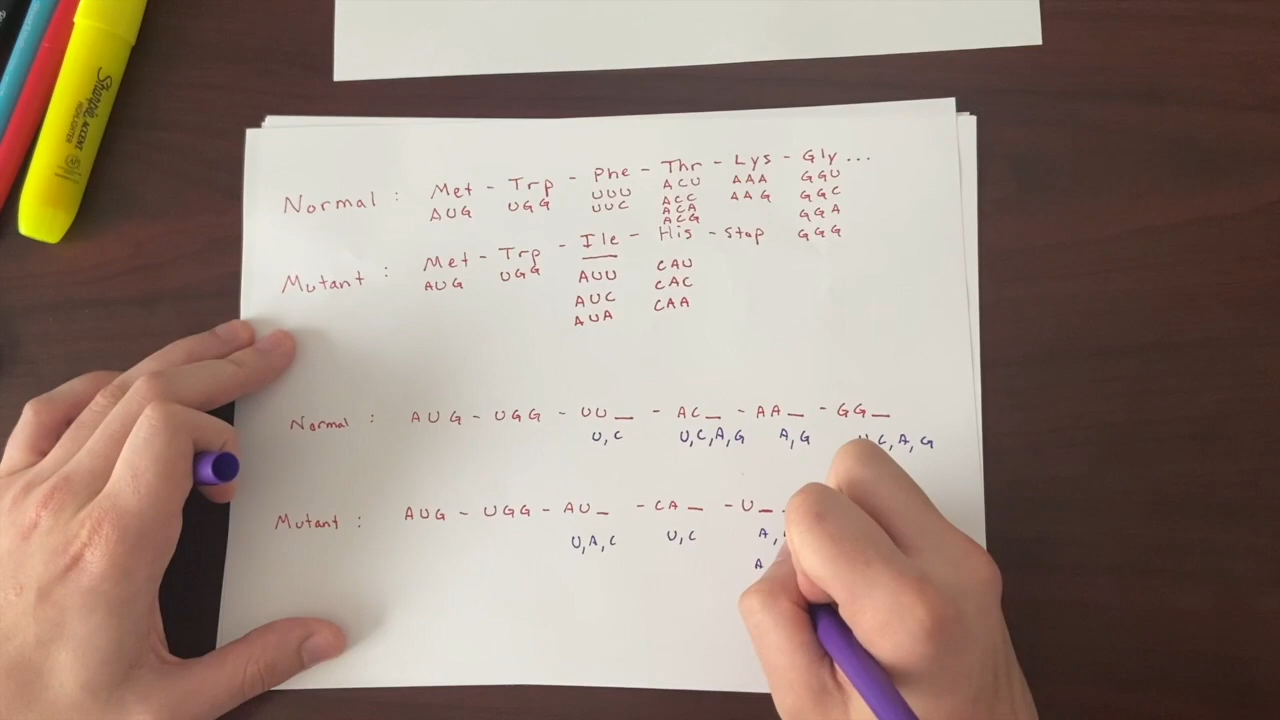 Sharpie ACCENT
HIGHLIGHTER
Normal : Met - Trp - Phe - Thr - Lys - Gly ...
AUG UGG UUU ACU AAA GGU
UUC ACC AAG GGC
ACA GGA
ACG GGG
Mutant : Met - Trp - Ile - His - Stop
AUG UGG AUU CAU
AUC CAC
AUA CAA
Normal : AUG - UGG - UU_ - AC_ - AA_ - GG_
U,C U,C,A,G A,G C,A,G
Mutant : AUG - UGG - AU_ - CA_ - U_
U,A,C U,C A,
A